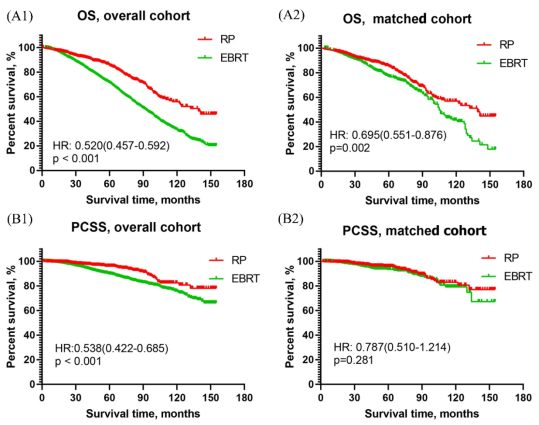 (A1)
OS, overall cohort
Percent survival, %
100
80
60
40
20
0
RP
EBRT
HR: 0.520(0.457-0.592)
p < 0.001
0 30 60 90 120 150 180
Survival time, months
(A2)
OS, matched cohort
Percent survival, %
100
80
60
40
20
0
RP
EBRT
HR: 0.695(0.551-0.876)
p=0.002
0 30 60 90 120 150 180
Survival time, months
(B1)
PCSS, overall cohort
Percent survival, %
100
80
60
40
20
0
RP
EBRT
HR:0.538(0.422-0.685)
p < 0.001
0 30 60 90 120 150 180
Survival time, months
(B2)
PCSS, matched cohort
Percent survival, %
100
80
60
40
20
0
RP
EBRT
HR: 0.787(0.510-1.214)
p=0.281
0 30 60 90 120 150 180
Survival time, months